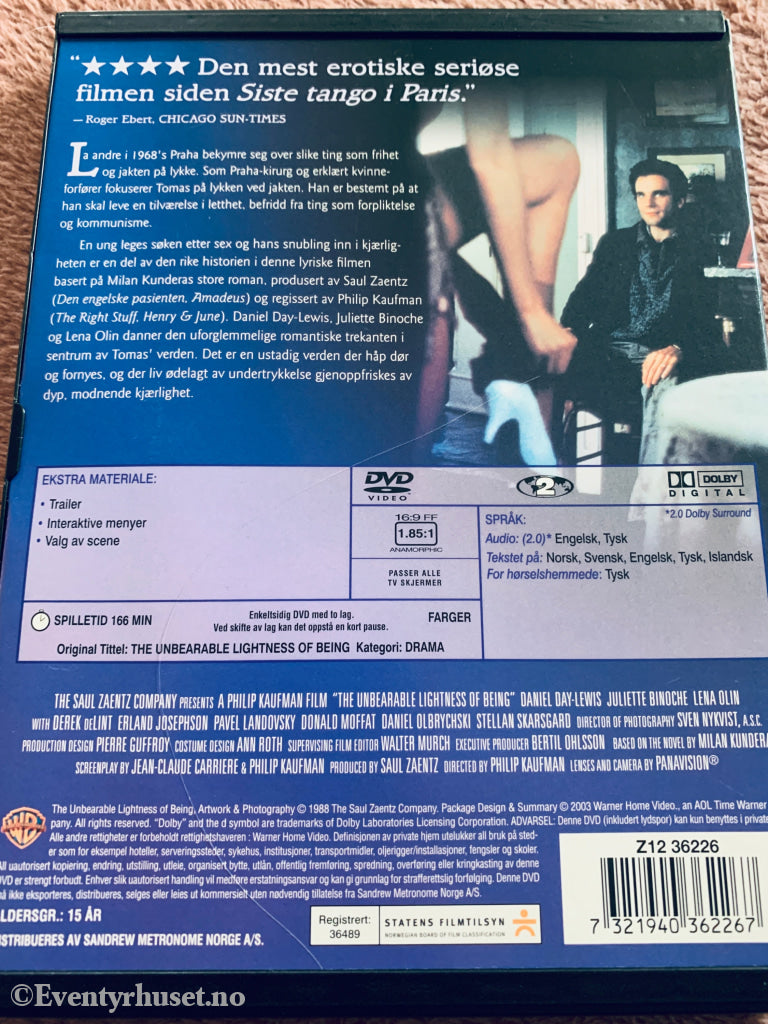 “★★★★ Den mest erotiske seriøse
filmen siden Siste tango i Paris.”
— Roger Ebert, CHICAGO SUN-TIMES
La andre i 1968's Praha bekymre seg over slike ting som frihet
og jakten på lykke. Som Praha-kirurg og erklært kvinne-
forfører fokuserer Tomas på lykken ved jakten. Han er bestemt på at
han skal leve en tilværelse i letthet, befridd fra ting som forpliktelse
og kommunisme.
En ung leges søken etter sex og hans snubling inn i kjærlig-
heten er en del av den rike historien i denne lyriske filmen
basert på Milan Kunderas store roman, produsert av Saul Zaentz
(Den engelske pasienten, Amadeus) og regissert av Philip Kaufman
(The Right Stuff, Henry & June). Daniel Day-Lewis, Juliette Binoche
og Lena Olin danner den uforglemmelige romantiske trekanten i
sentrum av Tomas' verden. Det er en ustadig verden der håp dør
og fornyes, og der liv ødelagt av undertrykkelse gjenoppfriskes av
dyp, modnende kjærlighet.
EKSTRA MATERIALE:
• Trailer
• Interaktive menyer
• Valg av scene
DVD
VIDEO
2
DOLBY
DIGITAL
16:9 FF
1.85:1
ANAMORPHIC
PASSER ALLE
TV SKJERMER
*2.0 Dolby Surround
SPRÅK:
Audio: (2.0)* Engelsk, Tysk
Tekstet på: Norsk, Svensk, Engelsk, Tysk, Islandsk
For hørselshemmede: Tysk
SPILLETID 166 MIN
Enkeltsidig DVD med to lag.
Ved skifte av lag kan det oppstå en kort pause.
FARGER
Original Tittel: THE UNBEARABLE LIGHTNESS OF BEING Kategori: DRAMA
THE SAUL ZAENTZ COMPANY PRESENTS A PHILIP KAUFMAN FILM "THE UNBEARABLE LIGHTNESS OF BEING" DANIEL DAY-LEWIS JULIETTE BINOCHE LENA OLIN
WITH DEREK DELINT ERLAND JOSEPHSON PAVEL LANDOVSKY DONALD MOFFAT DANIEL OLBRYCHSKI STELLAN SKARSGARD DIRECTOR OF PHOTOGRAPHY SVEN NYKVIST, A.S.C.
PRODUCTION DESIGN PIERRE GUFFROY COSTUME DESIGN ANN ROTH SUPERVISING FILM EDITOR WALTER MURCH EXECUTIVE PRODUCER BERTIL OHLSSON BASED ON THE NOVEL BY MILAN KUNDERA
SCREENPLAY BY JEAN-CLAUDE CARRIERE & PHILIP KAUFMAN PRODUCED BY SAUL ZAENTZ DIRECTED BY PHILIP KAUFMAN LENSES AND CAMERA BY PANAVISION®
WB
The Unbearable Lightness of Being, Artwork & Photography © 1988 The Saul Zaentz Company. Package Design & Summary © 2003 Warner Home Video., an AOL Time Warner
pany. All rights reserved. "Dolby" and the d symbol are trademarks of Dolby Laboratories Licensing Corporation. ADVARSEL: Denne DVD (inkludert lydspor) kan kun benyttes i private
Alle andre rettigheter er forbeholdt rettighetshaveren : Warner Home Video. Definisjonen av private hjem utelukker all bruk på sted-
er som for eksempel hoteller, serveringssteder, sykehus, institusjoner, transportmidler, oljerigger/installasjoner, fengsler og skoler.
All uautorisert kopiering, endring, utstilling, utleie, organisert bytte, utlån, offentlig fremføring, spredning, overføring eller kringkasting av denne
DVD er strengt forbudt. Enhver slik uautorisert handling vil medføre erstatningsansvar og kan gi grunnlag for strafferettslig forfølging. Denne DVD
må ikke eksporteres, distribueres, selges eller leies ut kommersielt uten nødvendig tillatelse fra Sandrew Metronome Norge A/S.
LDERSGR.: 15 ÅR
ISTRIBUERES AV SANDREW METRONOME NORGE A/S.
Registrert:
36489
STATENS FILMTILSYN
NORWEGIAN BOARD OF FILM CLASSIFICATION
Z12 36226
7 321940 362267
©Eventyrhuset.no